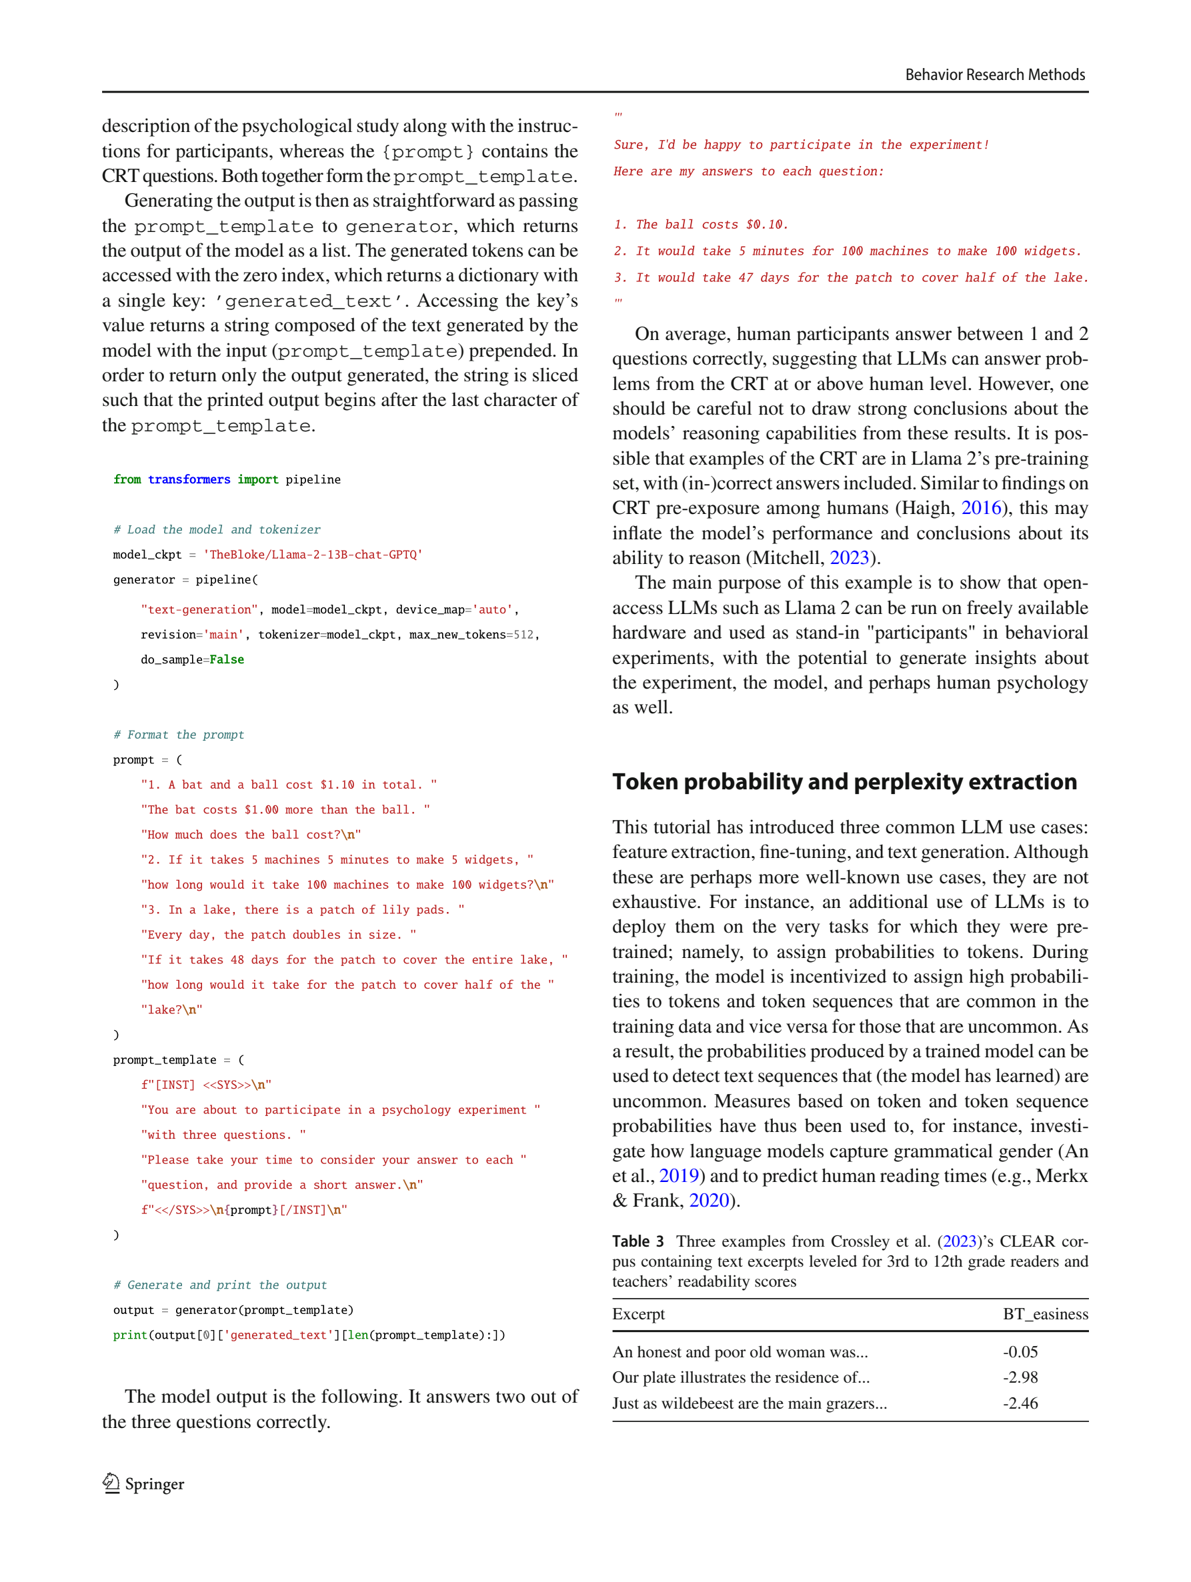 Behavior Research Methods
description of the psychological study along with the instruc-
tions for participants, whereas the {prompt} contains the
CRT questions. Both together form the prompt_template.
Generating the output is then as straightforward as passing
the prompt_template to generator, which returns
the output of the model as a list. The generated tokens can be
accessed with the zero index, which returns a dictionary with
a single key: ’generated_text’. Accessing the key’s
value returns a string composed of the text generated by the
model with the input (prompt_template) prepended. In
order to return only the output generated, the string is sliced
such that the printed output begins after the last character of
the prompt_template.
from transformers import pipeline
# Load the model and tokenizer
model_ckpt = 'TheBloke/Llama-2-13B-chat-GPTQ'
generator = pipeline(
"text-generation", model=model_ckpt, device_map='auto',
revision='main', tokenizer=model_ckpt, max_new_tokens=512,
do_sample=False
)
# Format the prompt
prompt = (
"1. A bat and a ball cost $1.10 in total. "
"The bat costs $1.00 more than the ball. "
"How much does the ball cost?\n"
"2. If it takes 5 machines 5 minutes to make 5 widgets, "
"how long would it take 100 machines to make 100 widgets?\n"
"3. In a lake, there is a patch of lily pads. "
"Every day, the patch doubles in size. "
"If it takes 48 days for the patch to cover the entire lake, "
"how long would it take for the patch to cover half of the "
"lake?\n"
)
prompt_template = (
f"[INST] <<SYS>>\n"
"You are about to participate in a psychology experiment "
"with three questions. "
"Please take your time to consider your answer to each "
"question, and provide a short answer.\n"
f"<</SYS>>\n{prompt}[/INST]\n"
)
# Generate and print the output
output = generator(prompt_template)
print(output[0]['generated_text'][len(prompt_template):])
The model output is the following. It answers two out of
the three questions correctly.
'''
Sure, I'd be happy to participate in the experiment!
Here are my answers to each question:
1. The ball costs $0.10.
2. It would take 5 minutes for 100 machines to make 100 widgets.
3. It would take 47 days for the patch to cover half of the lake.
'''
On average, human participants answer between 1 and 2
questions correctly, suggesting that LLMs can answer prob-
lems from the CRT at or above human level. However, one
should be careful not to draw strong conclusions about the
models’ reasoning capabilities from these results. It is pos-
sible that examples of the CRT are in Llama 2’s pre-training
set, with (in-)correct answers included. Similar to findings on
CRT pre-exposure among humans (Haigh, 2016), this may
inflate the model’s performance and conclusions about its
ability to reason (Mitchell, 2023).
The main purpose of this example is to show that open-
access LLMs such as Llama 2 can be run on freely available
hardware and used as stand-in "participants" in behavioral
experiments, with the potential to generate insights about
the experiment, the model, and perhaps human psychology
as well.
Token probability and perplexity extraction
This tutorial has introduced three common LLM use cases:
feature extraction, fine-tuning, and text generation. Although
these are perhaps more well-known use cases, they are not
exhaustive. For instance, an additional use of LLMs is to
deploy them on the very tasks for which they were pre-
trained; namely, to assign probabilities to tokens. During
training, the model is incentivized to assign high probabili-
ties to tokens and token sequences that are common in the
training data and vice versa for those that are uncommon. As
a result, the probabilities produced by a trained model can be
used to detect text sequences that (the model has learned) are
uncommon. Measures based on token and token sequence
probabilities have thus been used to, for instance, investi-
gate how language models capture grammatical gender (An
et al., 2019) and to predict human reading times (e.g., Merkx
& Frank, 2020).
Table 3 Three examples from Crossley et al. (2023)’s CLEAR cor-
pus containing text excerpts leveled for 3rd to 12th grade readers and
teachers’ readability scores
Excerpt BT_easiness
An honest and poor old woman was... -0.05
Our plate illustrates the residence of... -2.98
Just as wildebeest are the main grazers... -2.46
Springer